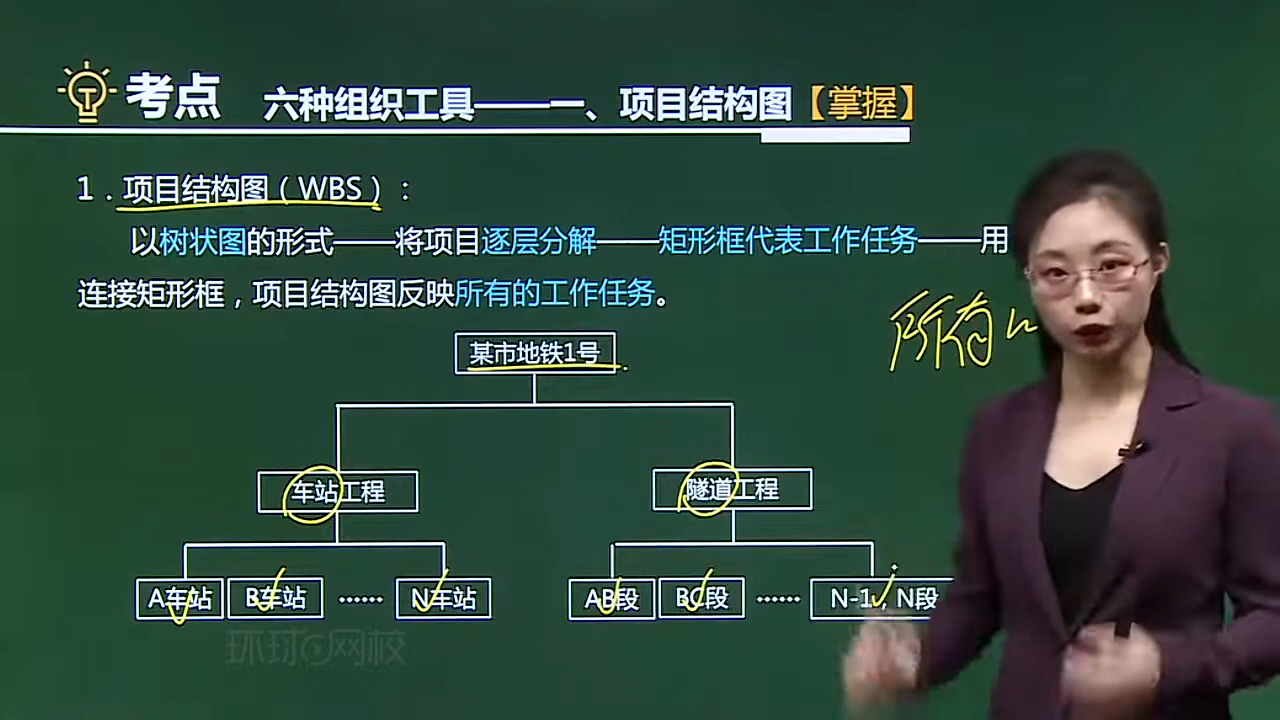 考点 六种组织工具——一、项目结构图【掌握】
1．项目结构图（WBS）：
以树状图的形式——将项目逐层分解——矩形框代表工作任务——用
连接矩形框，项目结构图反映所有的工作任务。
所有
某市地铁1号
车站工程 隧道工程
A车站 B车站 …… N车站 AB段 BC段 …… N-1，N段
环球网校